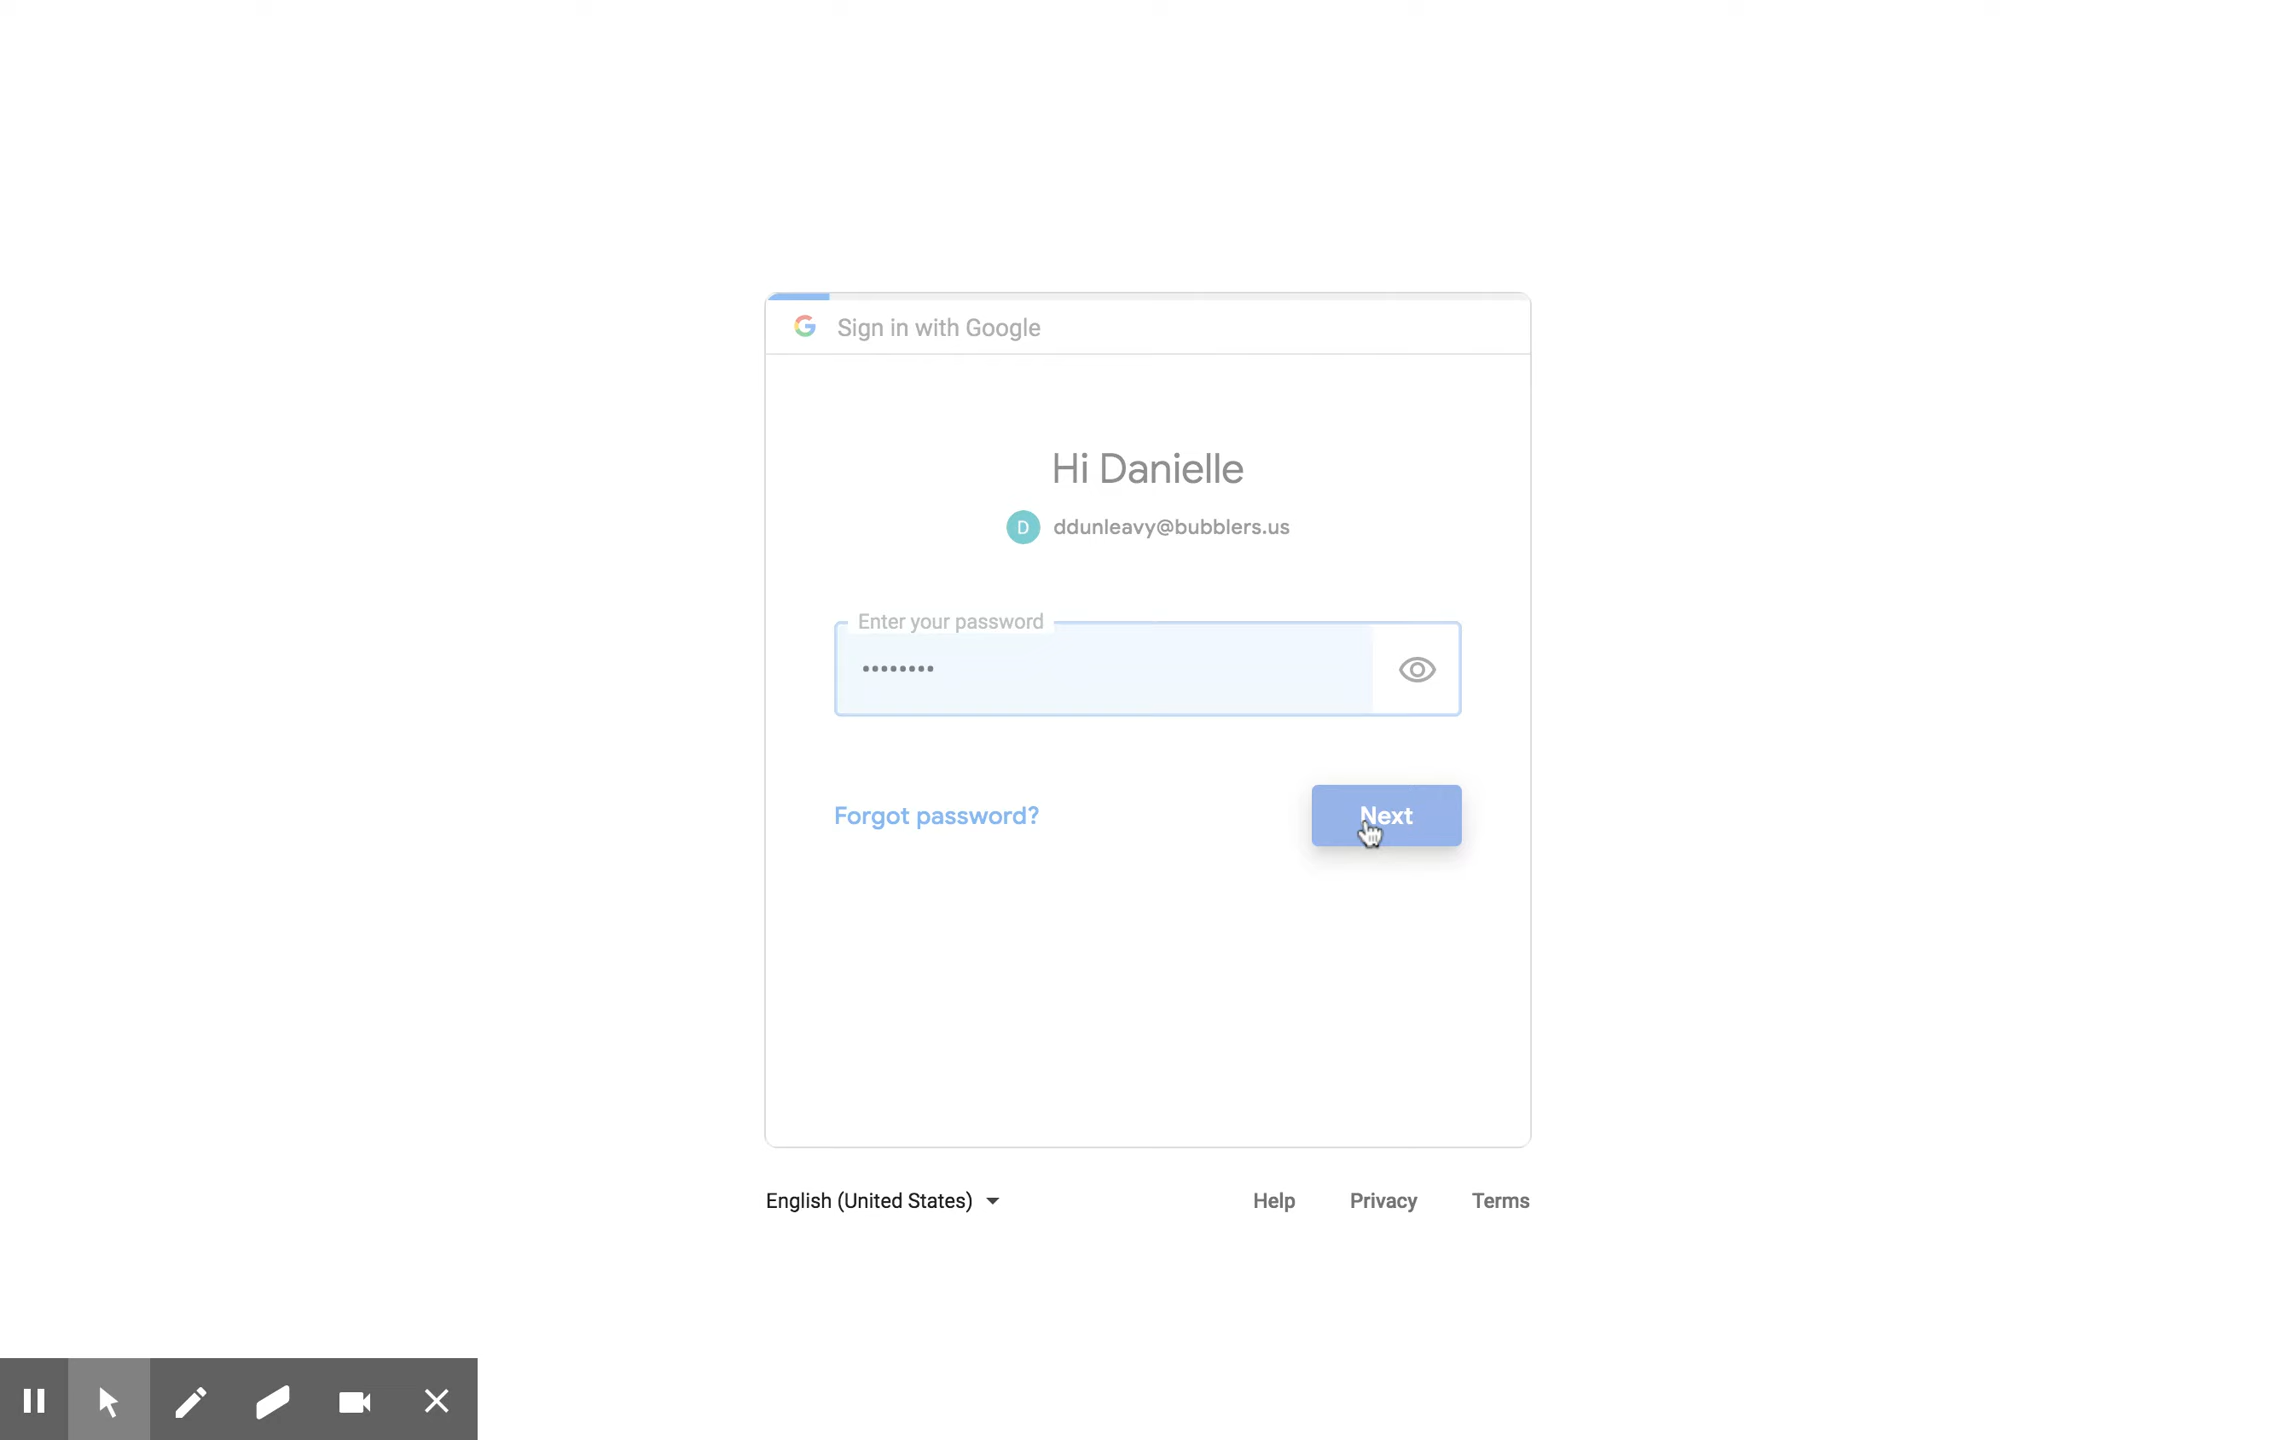 Sign in with Google
Hi Danielle
D ddunleavy@bubblers.us
Enter your password
••••••••
Forgot password?
Next
English (United States)
Help Privacy Terms